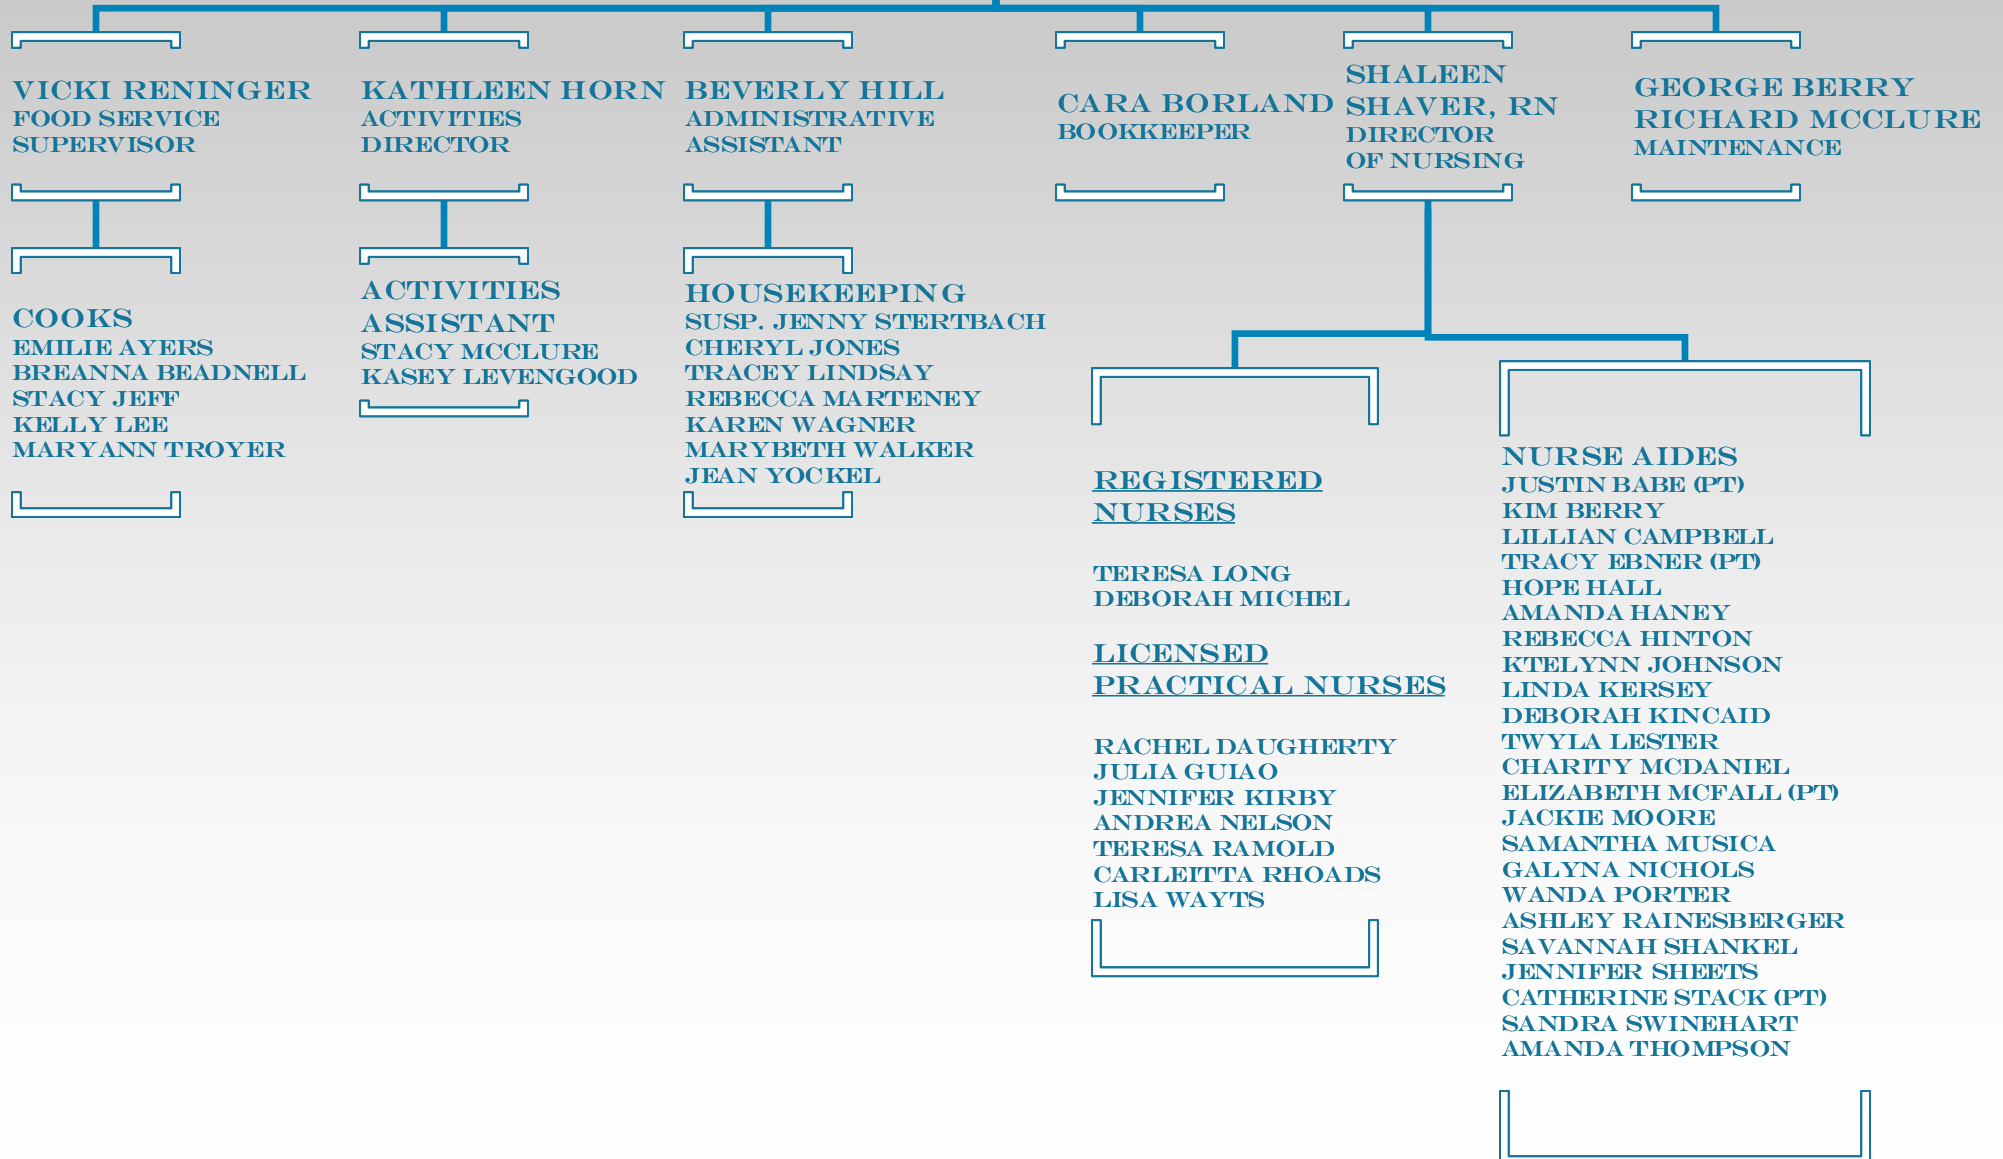 VICKI RENINGER
FOOD SERVICE
SUPERVISOR
KATHLEEN HORN
ACTIVITIES
DIRECTOR
BEVERLY HILL
ADMINISTRATIVE
ASSISTANT
CARA BORLAND
BOOKKEEPER
SHALEEN
SHAVER, RN
DIRECTOR
OF NURSING
GEORGE BERRY
RICHARD MCCLURE
MAINTENANCE
COOKS
EMILIE AYERS
BREANNA BEADNELL
STACY JEFF
KELLY LEE
MARYANN TROYER
ACTIVITIES
ASSISTANT
STACY MCCLURE
KASEY LEVENGOOD
HOUSEKEEPING
SUSP. JENNY STERTBACH
CHERYL JONES
TRACEY LINDSAY
REBECCA MARTENEY
KAREN WAGNER
MARYBETH WALKER
JEAN YOCKEL
REGISTERED
NURSES
TERESA LONG
DEBORAH MICHEL
LICENSED
PRACTICAL NURSES
RACHEL DAUGHERTY
JULIA GUIAO
JENNIFER KIRBY
ANDREA NELSON
TERESA RAMOLD
CARLEITTA RHOADS
LISA WAYTS
NURSE AIDES
JUSTIN BABE (PT)
KIM BERRY
LILLIAN CAMPBELL
TRACY EBNER (PT)
HOPE HALL
AMANDA HANEY
REBECCA HINTON
KTELYNN JOHNSON
LINDA KERSEY
DEBORAH KINCAID
TWYLA LESTER
CHARITY MCDANIEL
ELIZABETH MCFALL (PT)
JACKIE MOORE
SAMANTHA MUSICA
GALYNA NICHOLS
WANDA PORTER
ASHLEY RAINESBERGER
SAVANNAH SHANKEL
JENNIFER SHEETS
CATHERINE STACK (PT)
SANDRA SWINEHART
AMANDA THOMPSON